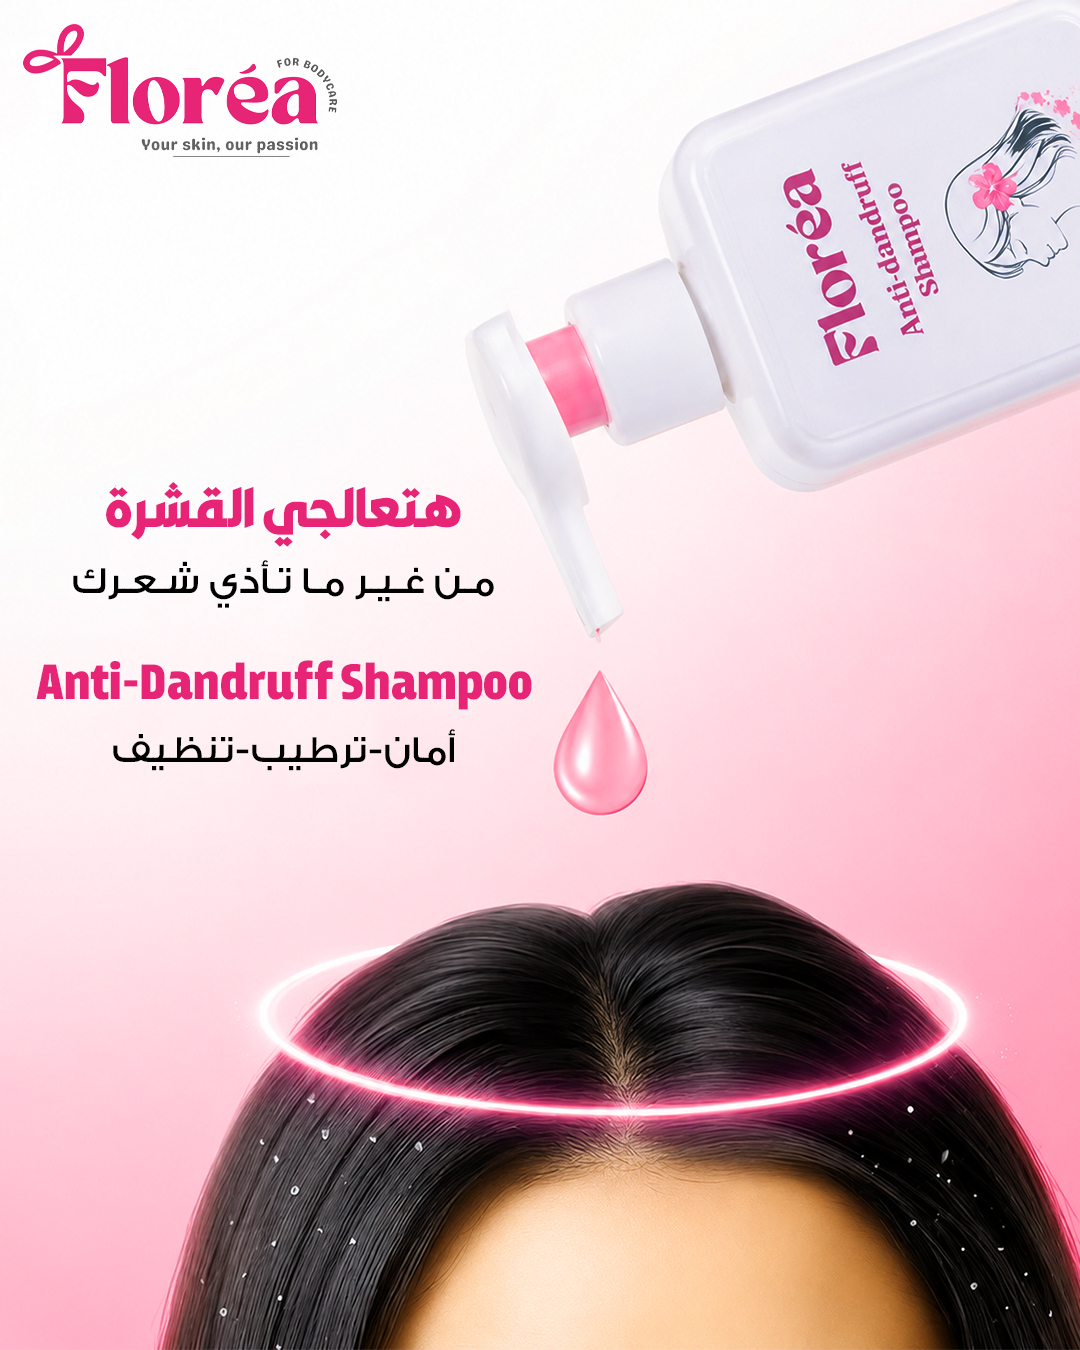 Floréa
FOR BODYCARE
Your skin, our passion
Floréa
Anti-dandruff
Shampoo
هتعالجي القشرة
من غير ما تأذي شعرك
Anti-Dandruff Shampoo
أمان-ترطيب-تنظيف